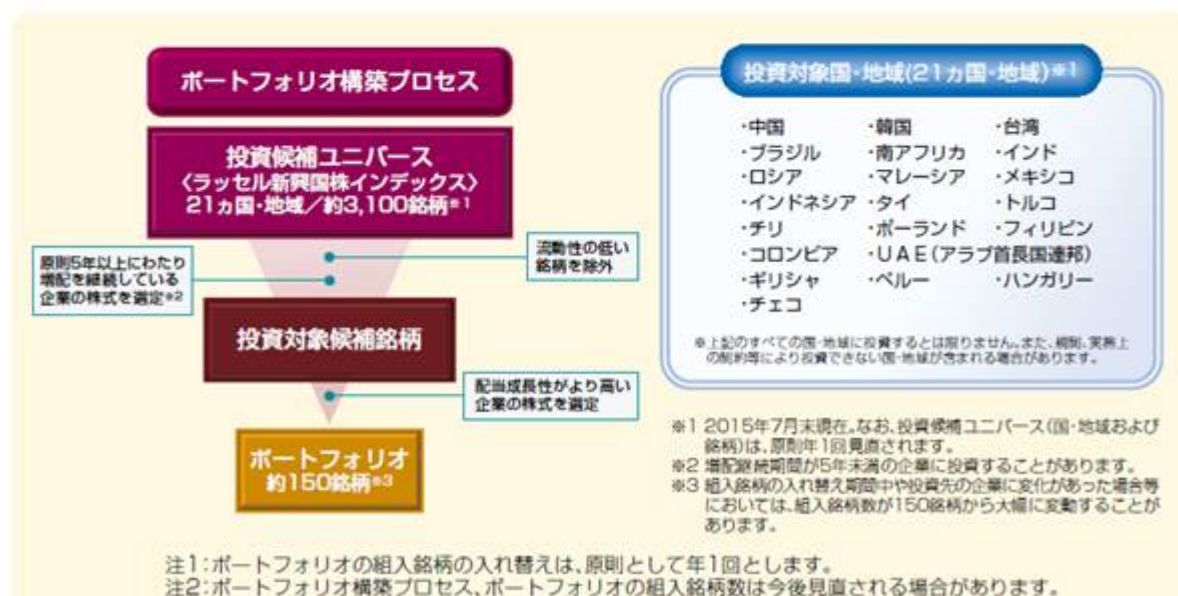 ポートフォリオ構築プロセス
投資候補ユニバース
〈ラッセル新興国株インデックス〉
21ヵ国・地域/約3,100銘柄※1
流動性の低い
銘柄を除外
原則5年以上にわたり
増配を継続している
企業の株式を選定※2
投資対象候補銘柄
配当成長性がより高い
企業の株式を選定
ポートフォリオ
約150銘柄※3
投資対象国・地域(21ヵ国・地域)※1
・中国 ・韓国 ・台湾
・ブラジル ・南アフリカ ・インド
・ロシア ・マレーシア ・メキシコ
・インドネシア ・タイ ・トルコ
・チリ ・ポーランド ・フィリピン
・コロンビア ・UAE(アラブ首長国連邦)
・ギリシャ ・ペルー ・ハンガリー
・チェコ
※上記のすべての国・地域に投資するとは限りません。また、規制、実務上
の制約等により投資できない国・地域が含まれる場合があります。
※1 2015年7月末現在。なお、投資候補ユニバース(国・地域および
銘柄)は、原則年1回見直されます。
※2 増配継続期間が5年未満の企業に投資することがあります。
※3 組入銘柄の入れ替え期間中や投資先の企業に変化があった場合等
においては、組入銘柄数が150銘柄から大幅に変動することが
あります。
注1:ポートフォリオの組入銘柄の入れ替えは、原則として年1回とします。
注2:ポートフォリオ構築プロセス、ポートフォリオの組入銘柄数は今後見直される場合があります。